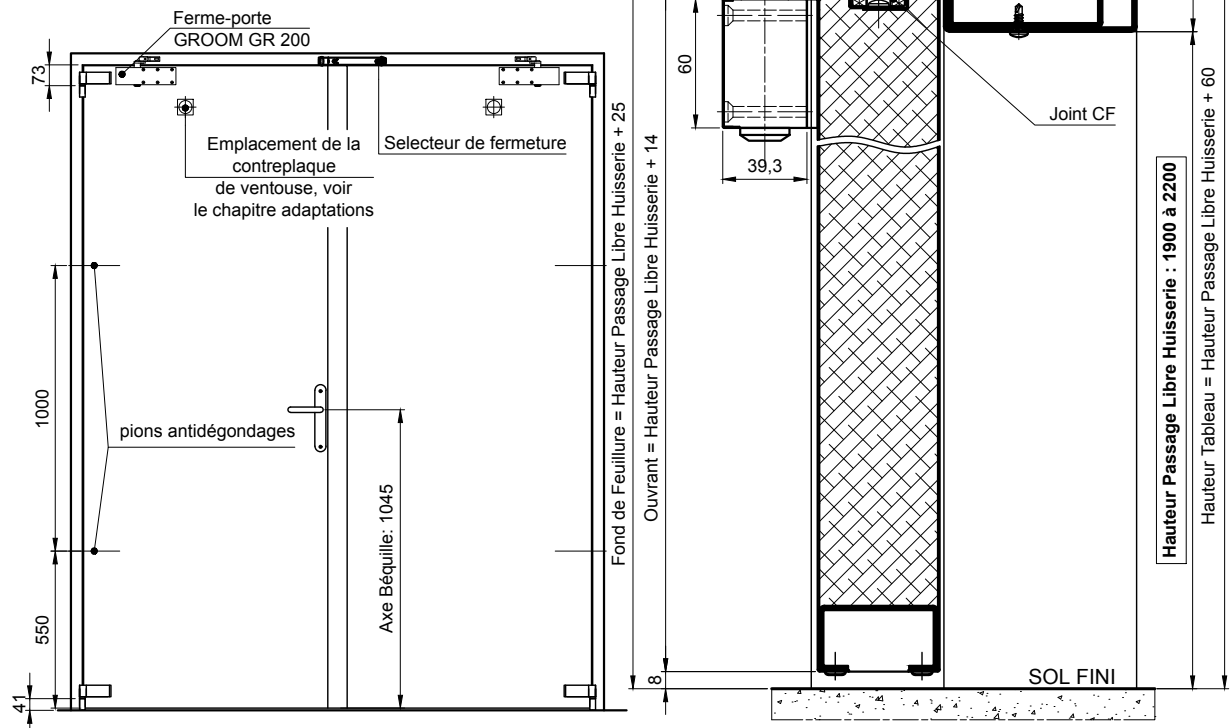 Ferme-porte
GROOM GR 200
73
Emplacement de la
contreplaque
de ventouse, voir
le chapitre adaptations
Selecteur de fermeture
1000
pions antidégondages
Axe Béquille: 1045
550
41
Fond de Feuillure = Hauteur Passage Libre Huisserie + 25
Ouvrant = Hauteur Passage Libre Huisserie + 14
60
39,3
Joint CF
Hauteur Passage Libre Huisserie : 1900 à 2200
Hauteur Tableau = Hauteur Passage Libre Huisserie + 60
8
SOL FINI